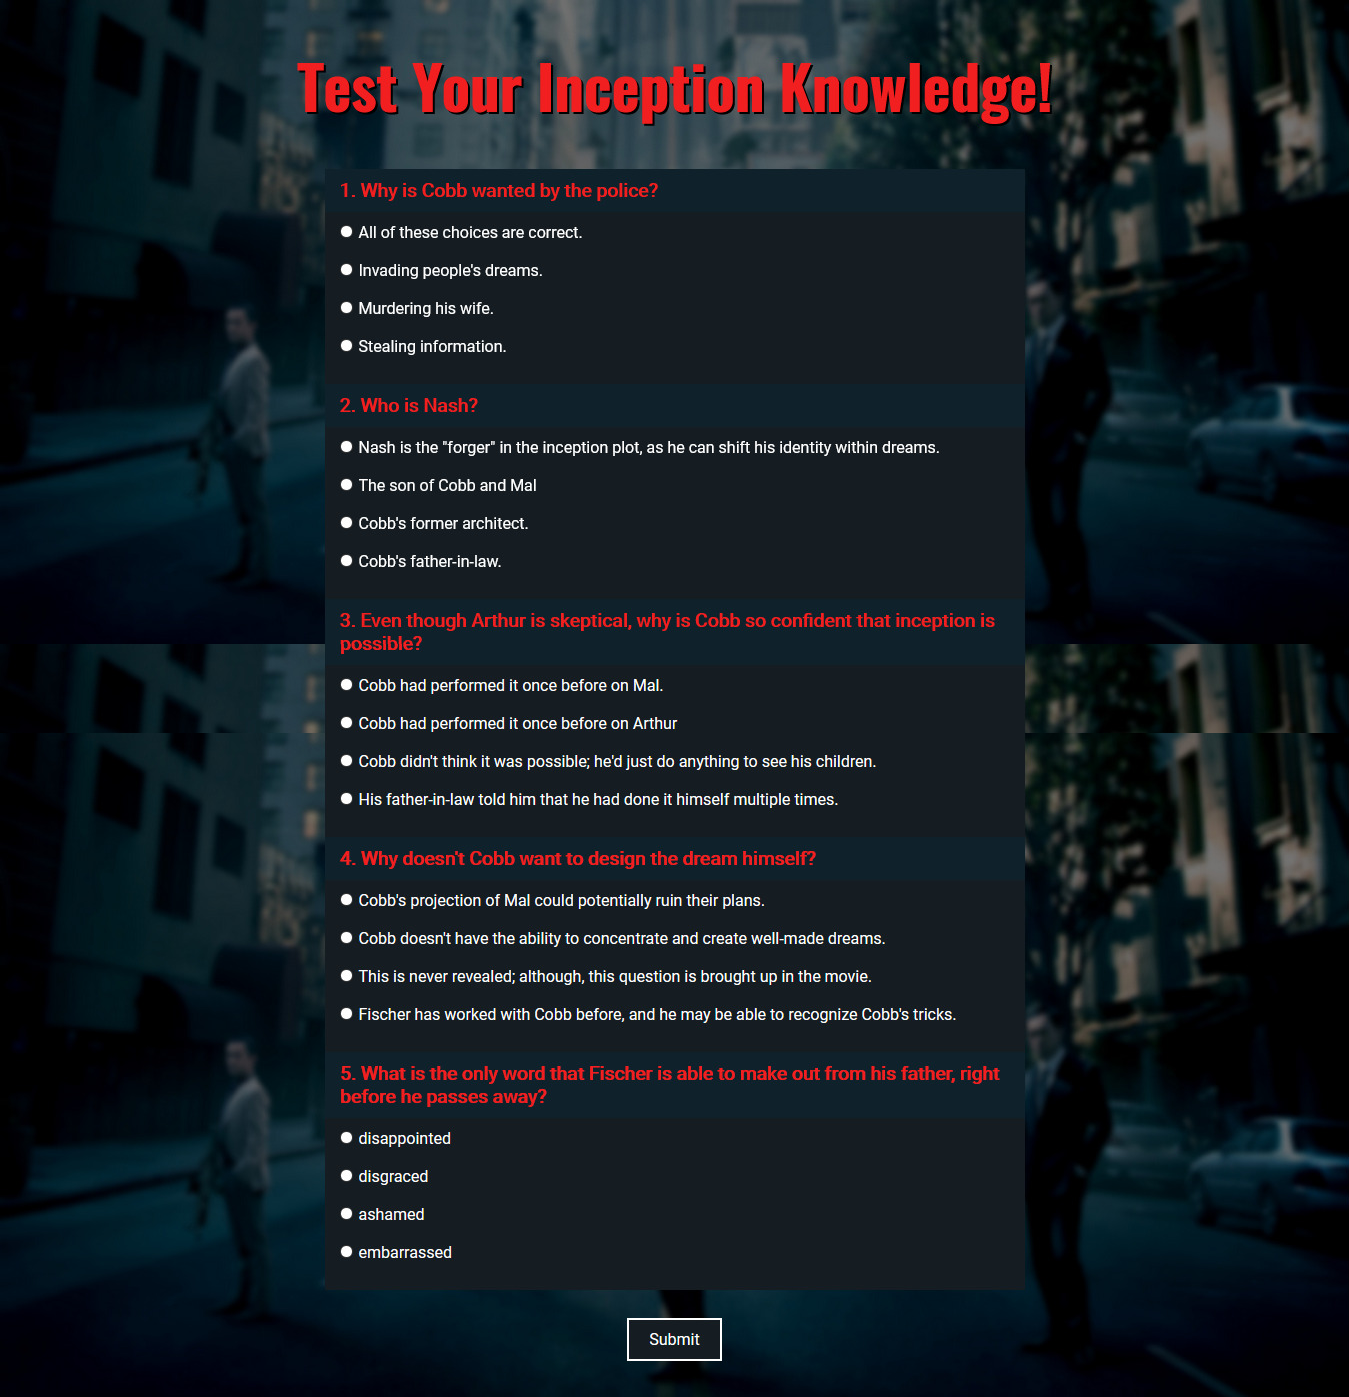 Test Your Inception Knowledge!
1. Why is Cobb wanted by the police?
All of these choices are correct.
Invading people's dreams.
Murdering his wife.
Stealing information.
2. Who is Nash?
Nash is the "forger" in the inception plot, as he can shift his identity within dreams.
The son of Cobb and Mal
Cobb's former architect.
Cobb's father-in-law.
3. Even though Arthur is skeptical, why is Cobb so confident that inception is
possible?
Cobb had performed it once before on Mal.
Cobb had performed it once before on Arthur
Cobb didn't think it was possible; he'd just do anything to see his children.
His father-in-law told him that he had done it himself multiple times.
4. Why doesn't Cobb want to design the dream himself?
Cobb's projection of Mal could potentially ruin their plans.
Cobb doesn't have the ability to concentrate and create well-made dreams.
This is never revealed; although, this question is brought up in the movie.
Fischer has worked with Cobb before, and he may be able to recognize Cobb's tricks.
5. What is the only word that Fischer is able to make out from his father, right
before he passes away?
disappointed
disgraced
ashamed
embarrassed
Submit